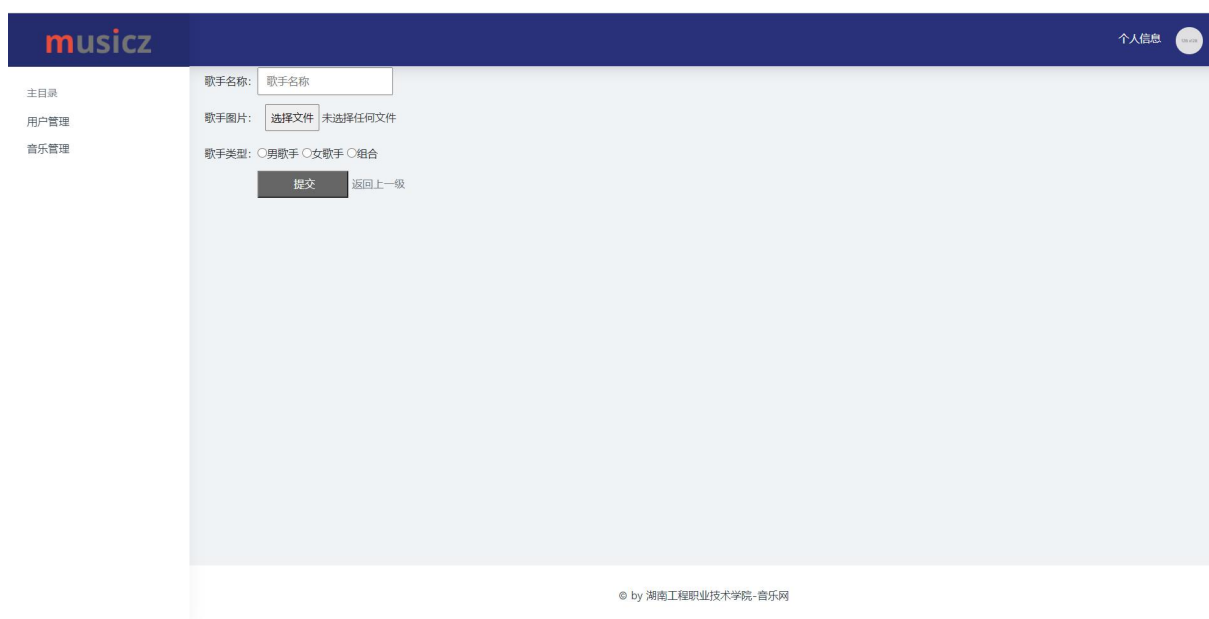 musicz
个人信息
主目录
用户管理
音乐管理
歌手名称: 歌手名称
歌手图片: 选择文件 未选择任何文件
歌手类型: 男歌手 女歌手 组合
提交 返回上一级
© by 湖南工程职业技术学院-音乐网